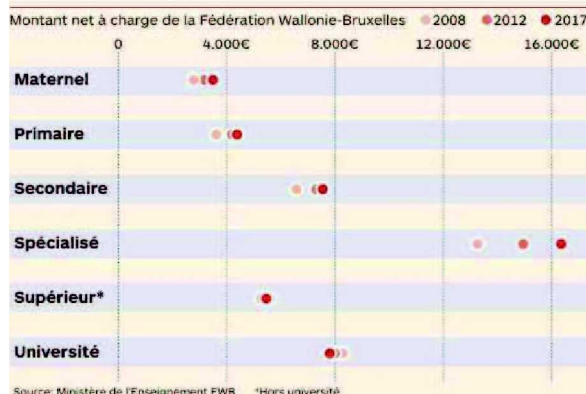 Montant net à charge de la Fédération Wallonie-Bruxelles 2008 2012 2017
0 4.000€ 8.000€ 12.000€ 16.000€
Maternel
Primaire
Secondaire
Spécialisé
Supérieur*
Université
Source: Ministère de l'Enseignement FWB *Hors université